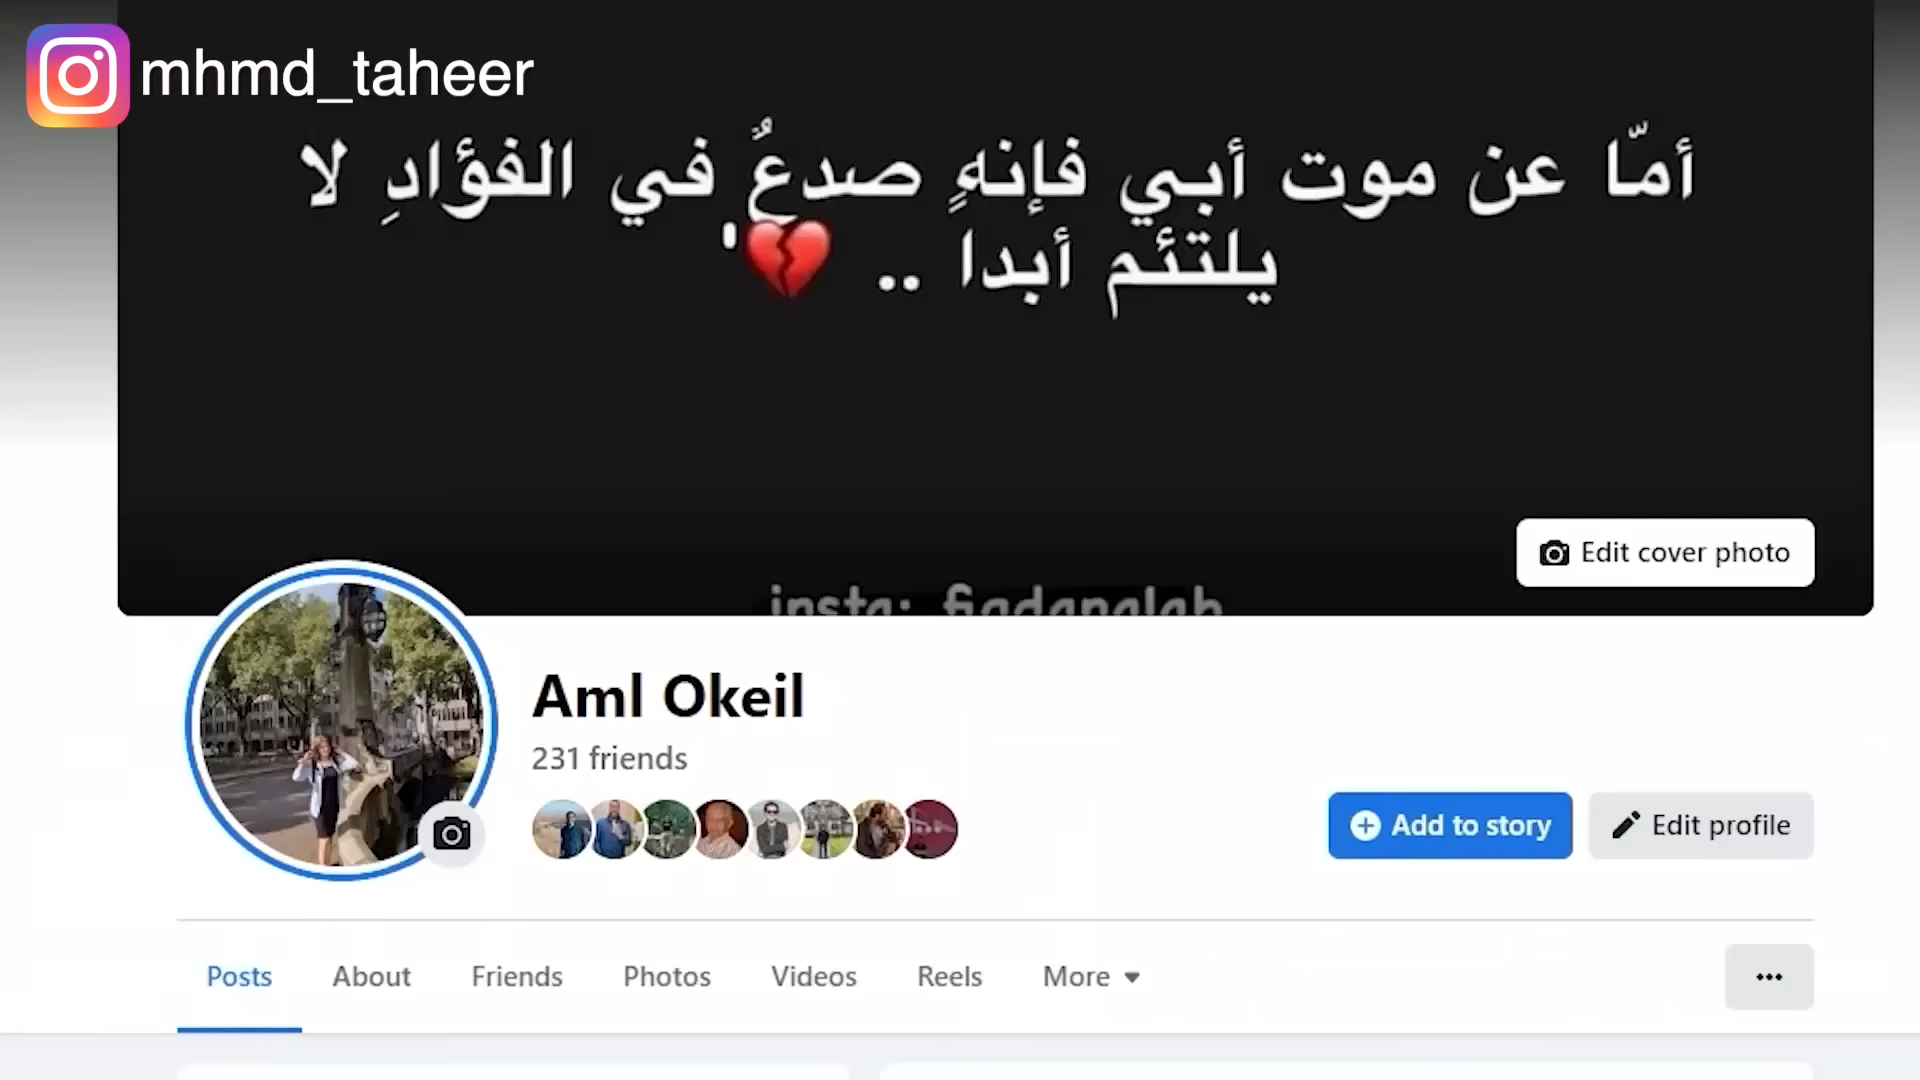 mhmd_taheer
أمّا عن موت أبي فإنهٍ صدعٌ في الفؤادِ لا
يلتئم أبدا .. 💔'
Edit cover photo
Aml Okeil
231 friends
Add to story
Edit profile
Posts
About
Friends
Photos
Videos
Reels
More